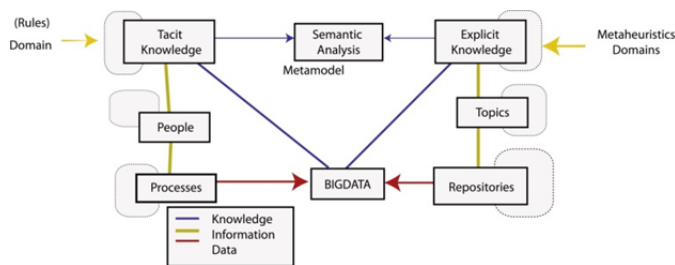 (Rules)
Domain
Tacit
Knowledge
Semantic
Analysis
Metamodel
Explicit
Knowledge
Metaheuristics
Domains
People
Topics
Processes
BIGDATA
Repositories
Knowledge
Information
Data